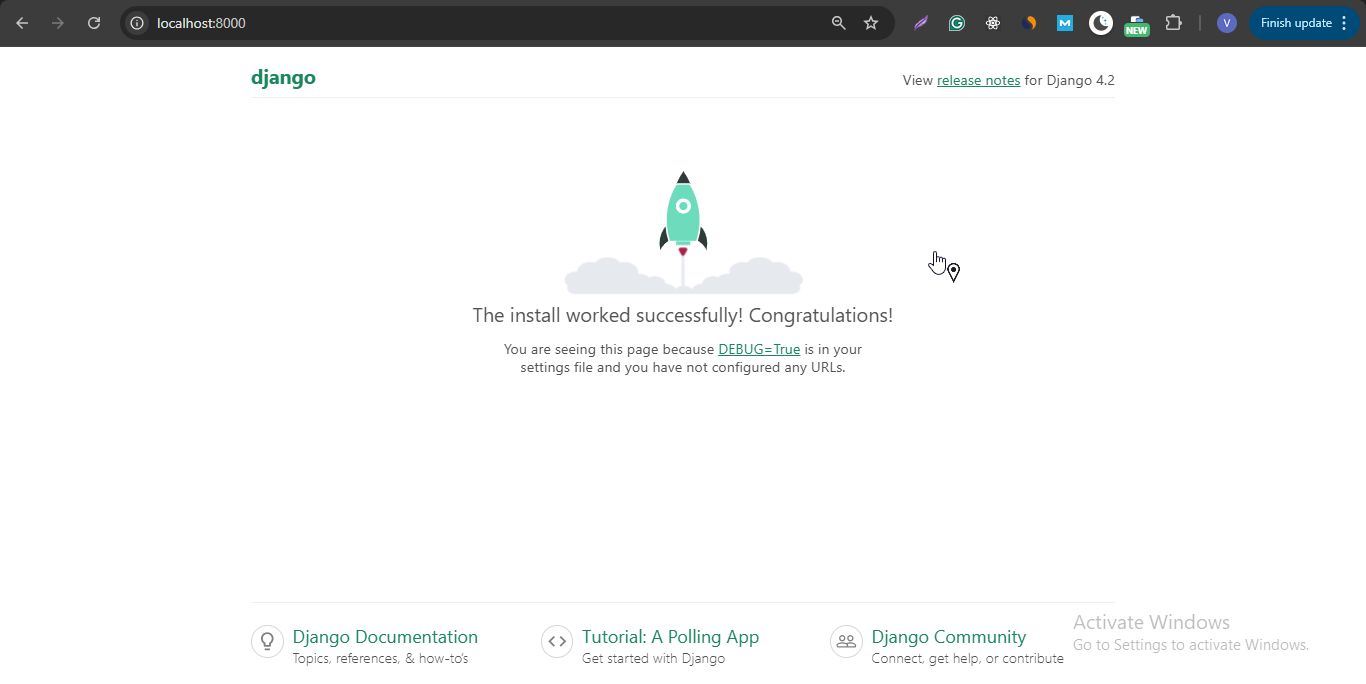 localhost:8000
NEW
V
Finish update
django
View release notes for Django 4.2
The install worked successfully! Congratulations!
You are seeing this page because DEBUG=True is in your
settings file and you have not configured any URLs.
Django Documentation
Topics, references, & how-to's
Tutorial: A Polling App
Get started with Django
Django Community
Connect, get help, or contribute
Activate Windows
Go to Settings to activate Windows.